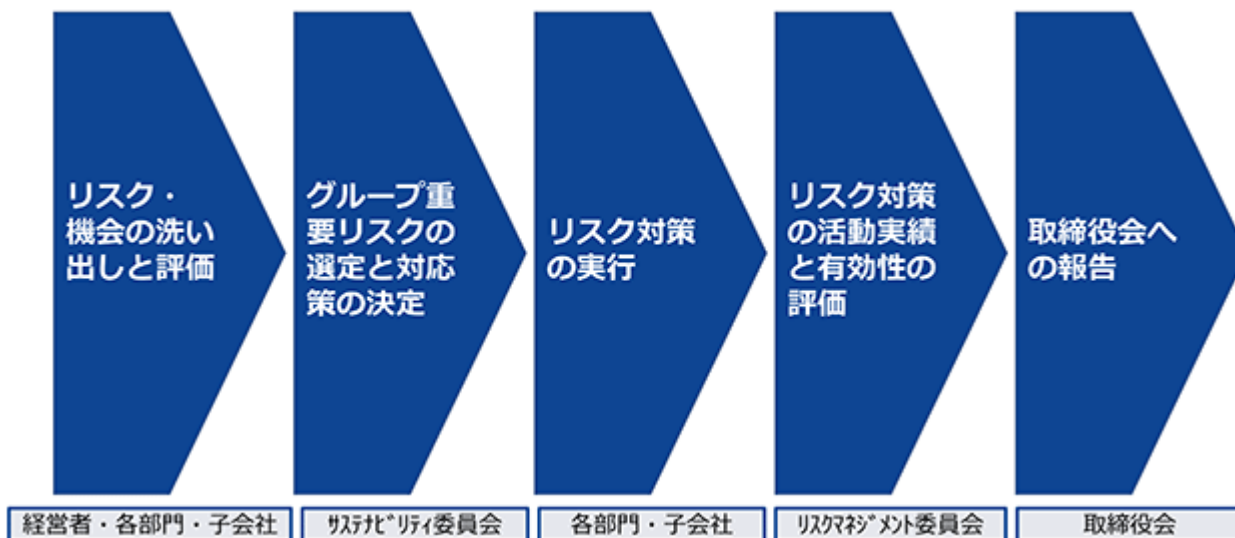 リスク・
機会の洗い
出しと評価
グループ重
要リスクの
選定と対応
策の決定
リスク対策
の実行
リスク対策
の活動実績
と有効性の
評価
取締役会へ
の報告
経営者・各部門・子会社
ｻｽﾃﾅﾋﾞﾘﾃｨ委員会
各部門・子会社
ﾘｽｸﾏﾈｼﾞﾒﾝﾄ委員会
取締役会